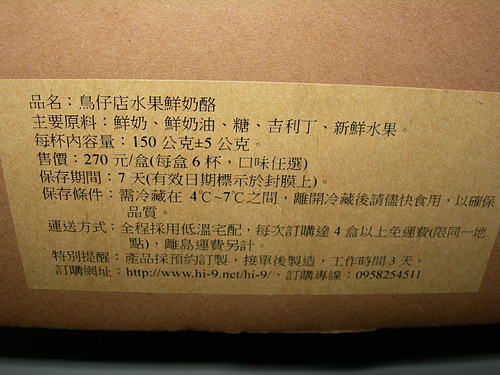 品名：鳥仔店水果鮮奶酪
主要原料：鮮奶、鮮奶油、糖、吉利丁、新鮮水果。
每杯內容量：150 公克±5 公克。
售價：270 元/盒(每盒 6 杯，口味任選)
保存期間：7 天(有效日期標示於封膜上)。
保存條件：需冷藏在 4℃~7℃之間，離開冷藏後請儘快食用，以確保
品質。
運送方式：全程採用低溫宅配，每次訂購達 4 盒以上免運費(限同一地
點)，離島運費另計。
特別提醒：產品採預約訂製，接單後製造，工作時間 3 天。
訂購網址：http://www.hi-9.net/hi-9/，訂購專線：0958254511